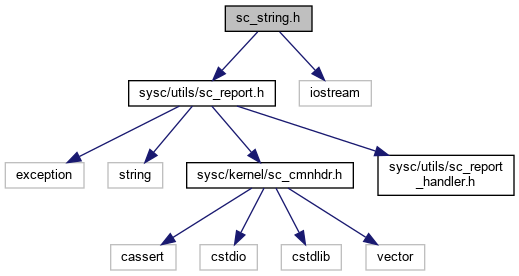 sc_string.h
sysc/utils/sc_report.h
iostream
exception
string
sysc/kernel/sc_cmnhdr.h
sysc/utils/sc_report
_handler.h
cassert
cstdio
cstdlib
vector